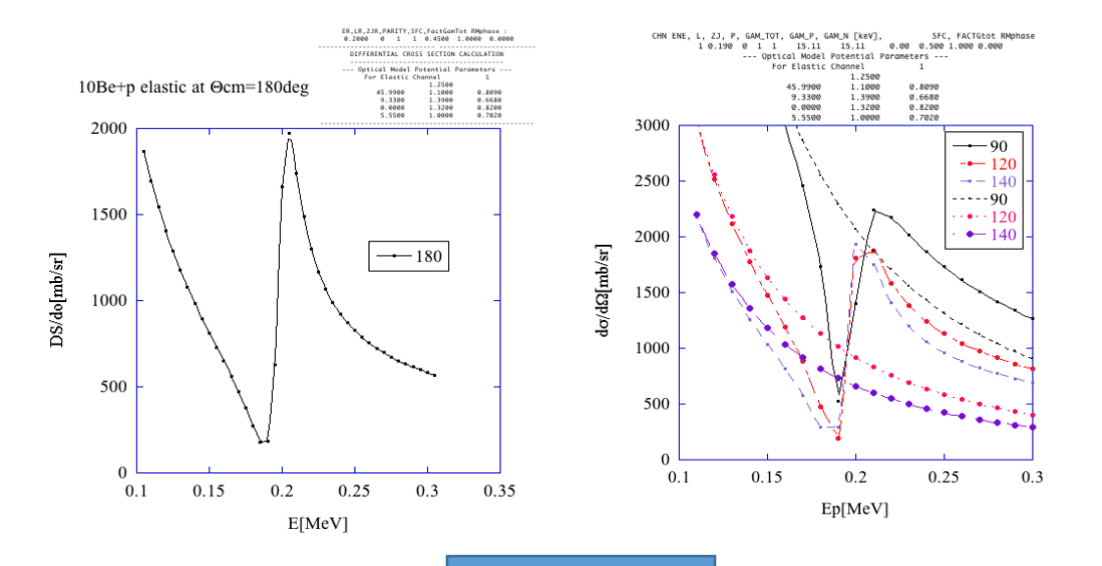 ER,LR,2JR,PARITY,SFC,FactGamTot RMphase :
0.2000 0 1 1 0.4500 1.0000 0.0000
DIFFERENTIAL CROSS SECTION CALCULATION
--- Optical Model Potential Parameters ---
For Elastic Channel 1
1.2500
45.9900 1.1000 0.8090
9.3300 1.3900 0.6680
0.0000 1.3200 0.8200
5.5500 1.0000 0.7020
10Be+p elastic at Θcm=180deg
2000
1500
1000
500
0
0.1 0.15 0.2 0.25 0.3 0.35
E[MeV]
DS/do[mb/sr]
180
CHN ENE, L, ZJ, P, GAM_TOT, GAM_P, GAM_N [keV], SFC, FACTGtot RMphase
1 0.190 0 1 1 15.11 15.11 0.00 0.500 1.000 0.000
--- Optical Model Potential Parameters ---
For Elastic Channel 1
1.2500
45.9900 1.1000 0.8090
9.3300 1.3900 0.6680
0.0000 1.3200 0.8200
5.5500 1.0000 0.7020
3000
2500
2000
1500
1000
500
0
0.1 0.15 0.2 0.25 0.3
Ep[MeV]
dσ/dΩ[mb/sr]
90
120
140
90
120
140